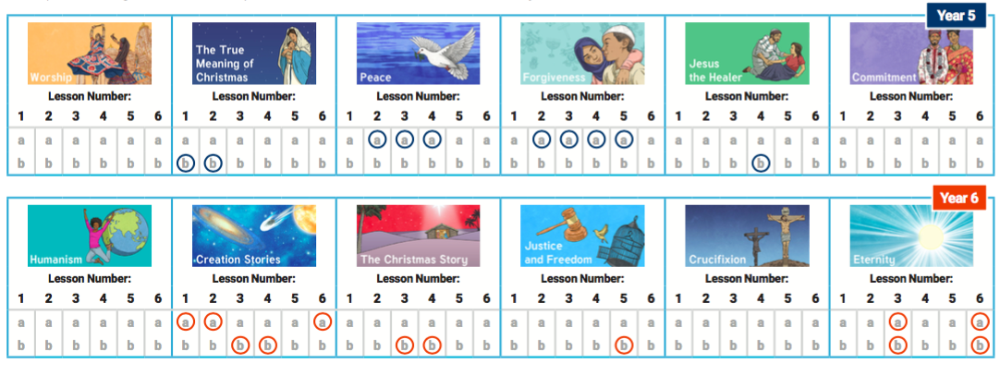 Year 5
Worship
The True
Meaning of
Christmas
Peace
Forgiveness
Jesus
the Healer
Commitment
Lesson Number: Lesson Number: Lesson Number: Lesson Number: Lesson Number: Lesson Number:
1 2 3 4 5 6 1 2 3 4 5 6 1 2 3 4 5 6 1 2 3 4 5 6 1 2 3 4 5 6 1 2 3 4 5 6
a a a a a a a a a a a a a a a a a a a a a a a a a a a a a a a a a a a a
b b b b b b b b b b b b b b b b b b b b b b b b b b b b b b b b b b b b
Year 6
Humanism
Creation Stories
The Christmas Story
Justice
and Freedom
Crucifixion
Eternity
Lesson Number: Lesson Number: Lesson Number: Lesson Number: Lesson Number: Lesson Number:
1 2 3 4 5 6 1 2 3 4 5 6 1 2 3 4 5 6 1 2 3 4 5 6 1 2 3 4 5 6 1 2 3 4 5 6
a a a a a a a a a a a a a a a a a a a a a a a a a a a a a a a a a a a a
b b b b b b b b b b b b b b b b b b b b b b b b b b b b b b b b b b b b